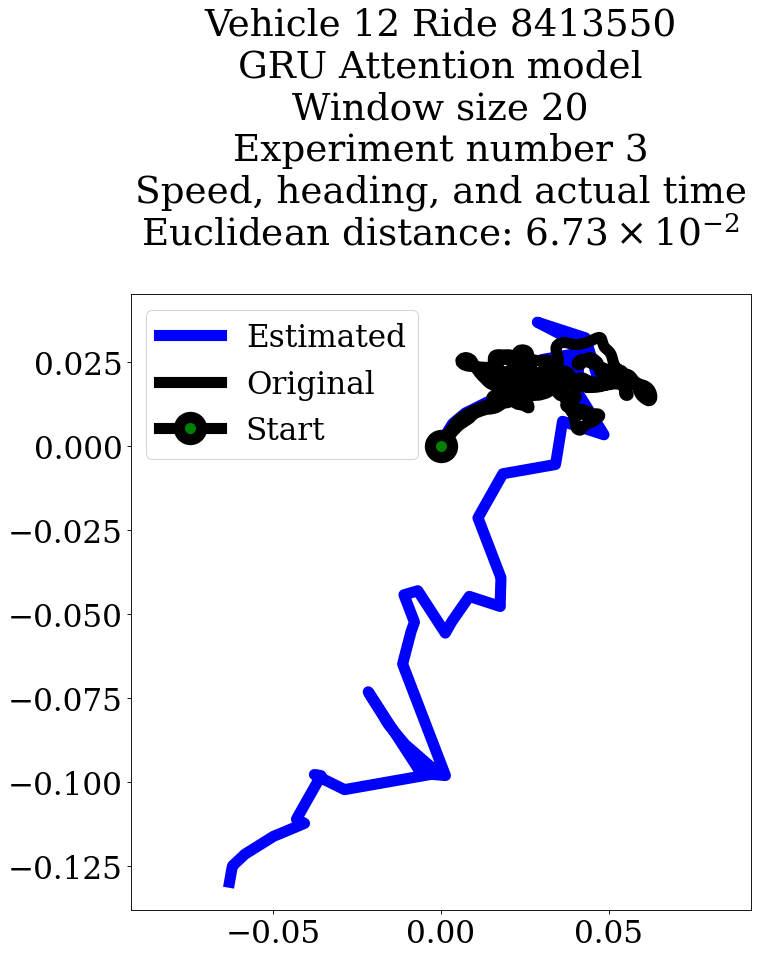 Vehicle 12 Ride 8413550
GRU Attention model
Window size 20
Experiment number 3
Speed, heading, and actual time
Euclidean distance: 6.73 × 10⁻²
Estimated
Original
Start
0.025
0.000
−0.025
−0.050
−0.075
−0.100
−0.125
−0.05 0.00 0.05